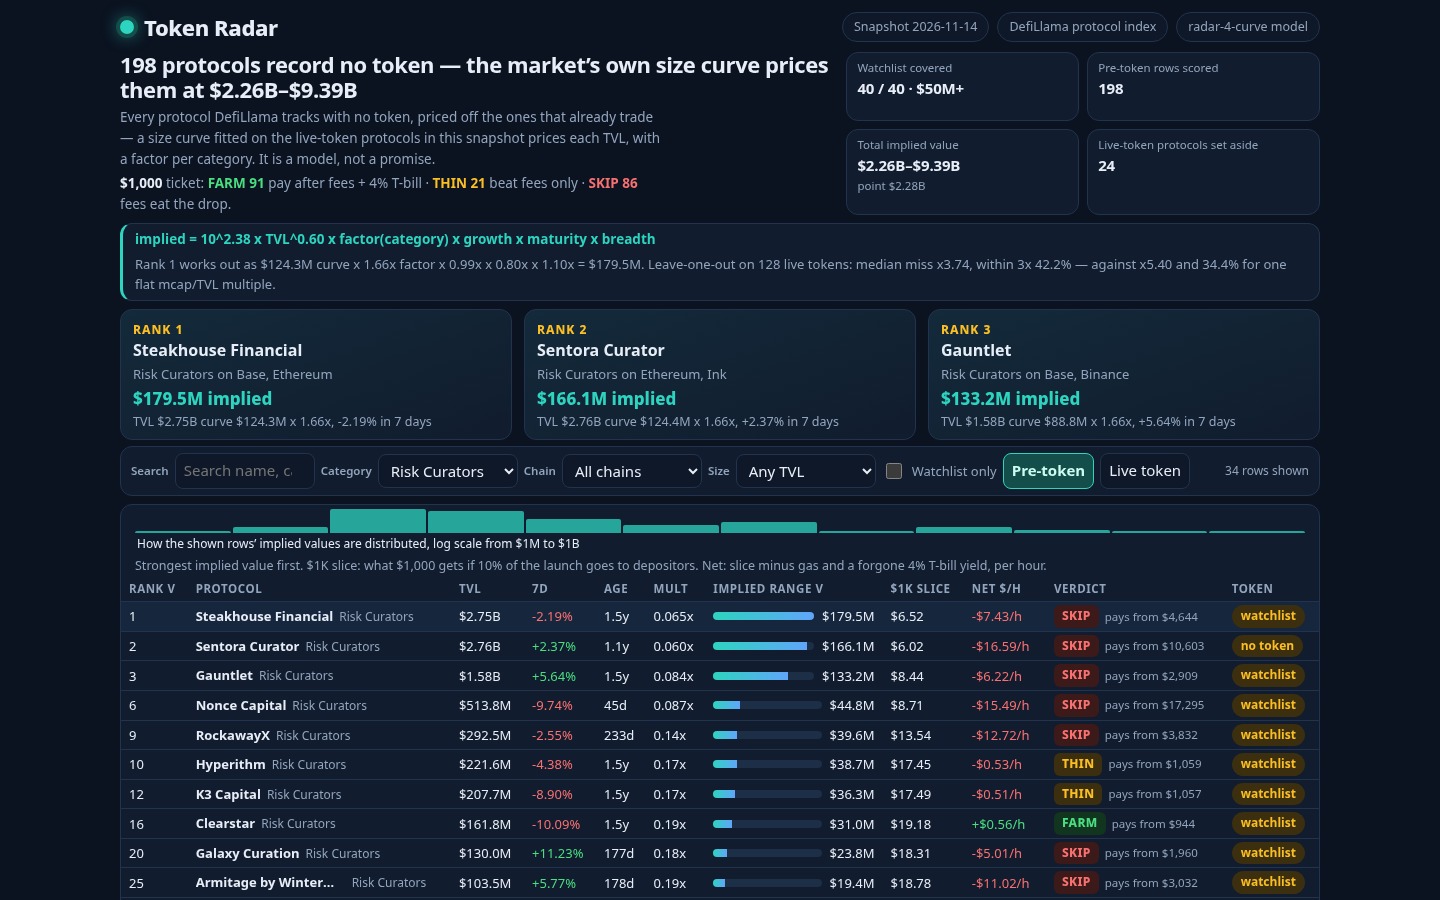 Token Radar
Snapshot 2026-11-14
DefiLlama protocol index
radar-4-curve model
198 protocols record no token — the market’s own size curve prices
them at $2.26B–$9.39B
Every protocol DefiLlama tracks with no token, priced off the ones that already trade
— a size curve fitted on the live-token protocols in this snapshot prices each TVL, with
a factor per category. It is a model, not a promise.
$1,000 ticket: FARM 91 pay after fees + 4% T-bill · THIN 21 beat fees only · SKIP 86
fees eat the drop.
Watchlist covered
40 / 40 · $50M+
Pre-token rows scored
198
Total implied value
$2.26B–$9.39B
point $2.28B
Live-token protocols set aside
24
implied = 10^2.38 x TVL^0.60 x factor(category) x growth x maturity x breadth
Rank 1 works out as $124.3M curve x 1.66x factor x 0.99x x 0.80x x 1.10x = $179.5M. Leave-one-out on 128 live tokens: median miss x3.74, within 3x 42.2% — against x5.40 and 34.4% for one
flat mcap/TVL multiple.
RANK 1
Steakhouse Financial
Risk Curators on Base, Ethereum
$179.5M implied
TVL $2.75B curve $124.3M x 1.66x, -2.19% in 7 days
RANK 2
Sentora Curator
Risk Curators on Ethereum, Ink
$166.1M implied
TVL $2.76B curve $124.4M x 1.66x, +2.37% in 7 days
RANK 3
Gauntlet
Risk Curators on Base, Binance
$133.2M implied
TVL $1.58B curve $88.8M x 1.66x, +5.64% in 7 days
Search Search name, c Category Risk Curators Chain All chains Size Any TVL Watchlist only Pre-token Live token 34 rows shown
How the shown rows’ implied values are distributed, log scale from $1M to $1B
Strongest implied value first. $1K slice: what $1,000 gets if 10% of the launch goes to depositors. Net: slice minus gas and a forgone 4% T-bill yield, per hour.
RANK V PROTOCOL TVL 7D AGE MULT IMPLIED RANGE V $1K SLICE NET $/H VERDICT TOKEN
1 Steakhouse Financial Risk Curators $2.75B -2.19% 1.5y 0.065x $179.5M $6.52 -$7.43/h SKIP pays from $4,644 watchlist
2 Sentora Curator Risk Curators $2.76B +2.37% 1.1y 0.060x $166.1M $6.02 -$16.59/h SKIP pays from $10,603 no token
3 Gauntlet Risk Curators $1.58B +5.64% 1.5y 0.084x $133.2M $8.44 -$6.22/h SKIP pays from $2,909 watchlist
6 Nonce Capital Risk Curators $513.8M -9.74% 45d 0.087x $44.8M $8.71 -$15.49/h SKIP pays from $17,295 watchlist
9 RockawayX Risk Curators $292.5M -2.55% 233d 0.14x $39.6M $13.54 -$12.72/h SKIP pays from $3,832 watchlist
10 Hyperithm Risk Curators $221.6M -4.38% 1.5y 0.17x $38.7M $17.45 -$0.53/h THIN pays from $1,059 watchlist
12 K3 Capital Risk Curators $207.7M -8.90% 1.5y 0.17x $36.3M $17.49 -$0.51/h THIN pays from $1,057 watchlist
16 Clearstar Risk Curators $161.8M -10.09% 1.5y 0.19x $31.0M $19.18 +$0.56/h FARM pays from $944 watchlist
20 Galaxy Curation Risk Curators $130.0M +11.23% 177d 0.18x $23.8M $18.31 -$5.01/h SKIP pays from $1,960 watchlist
25 Armitage by Winter… Risk Curators $103.5M +5.77% 178d 0.19x $19.4M $18.78 -$11.02/h SKIP pays from $3,032 watchlist